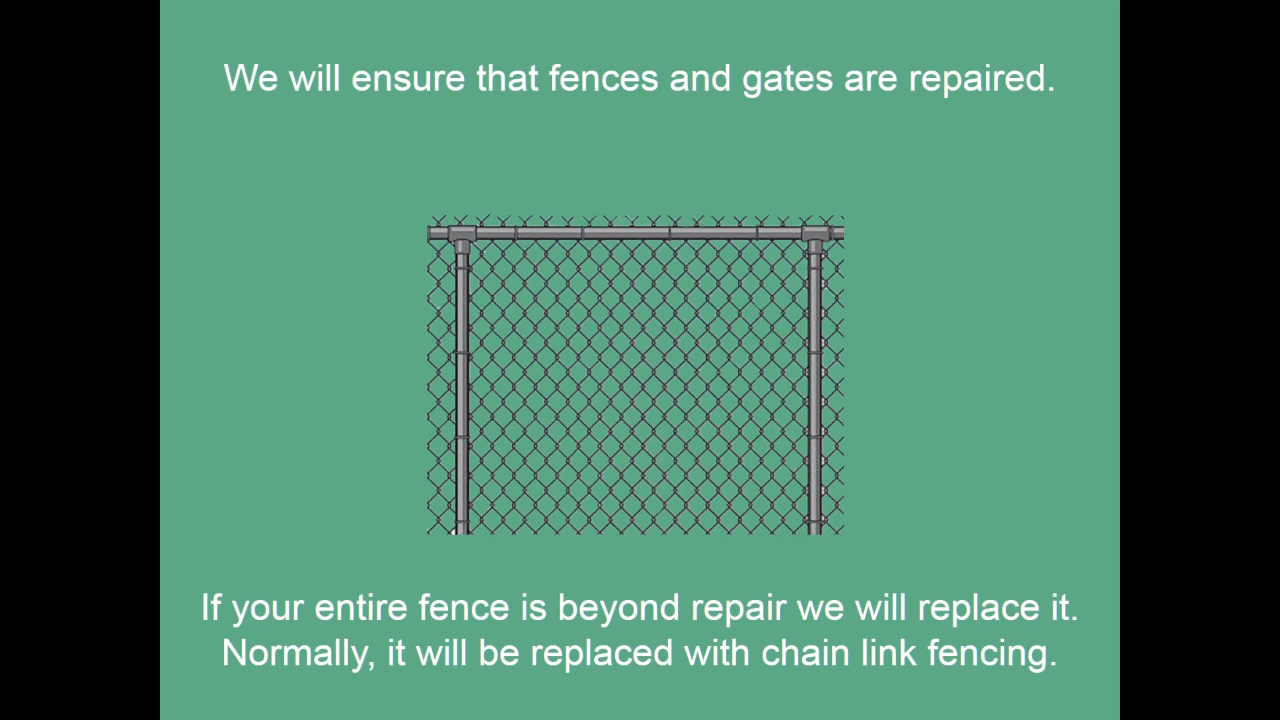 We will ensure that fences and gates are repaired.
If your entire fence is beyond repair we will replace it.
Normally, it will be replaced with chain link fencing.